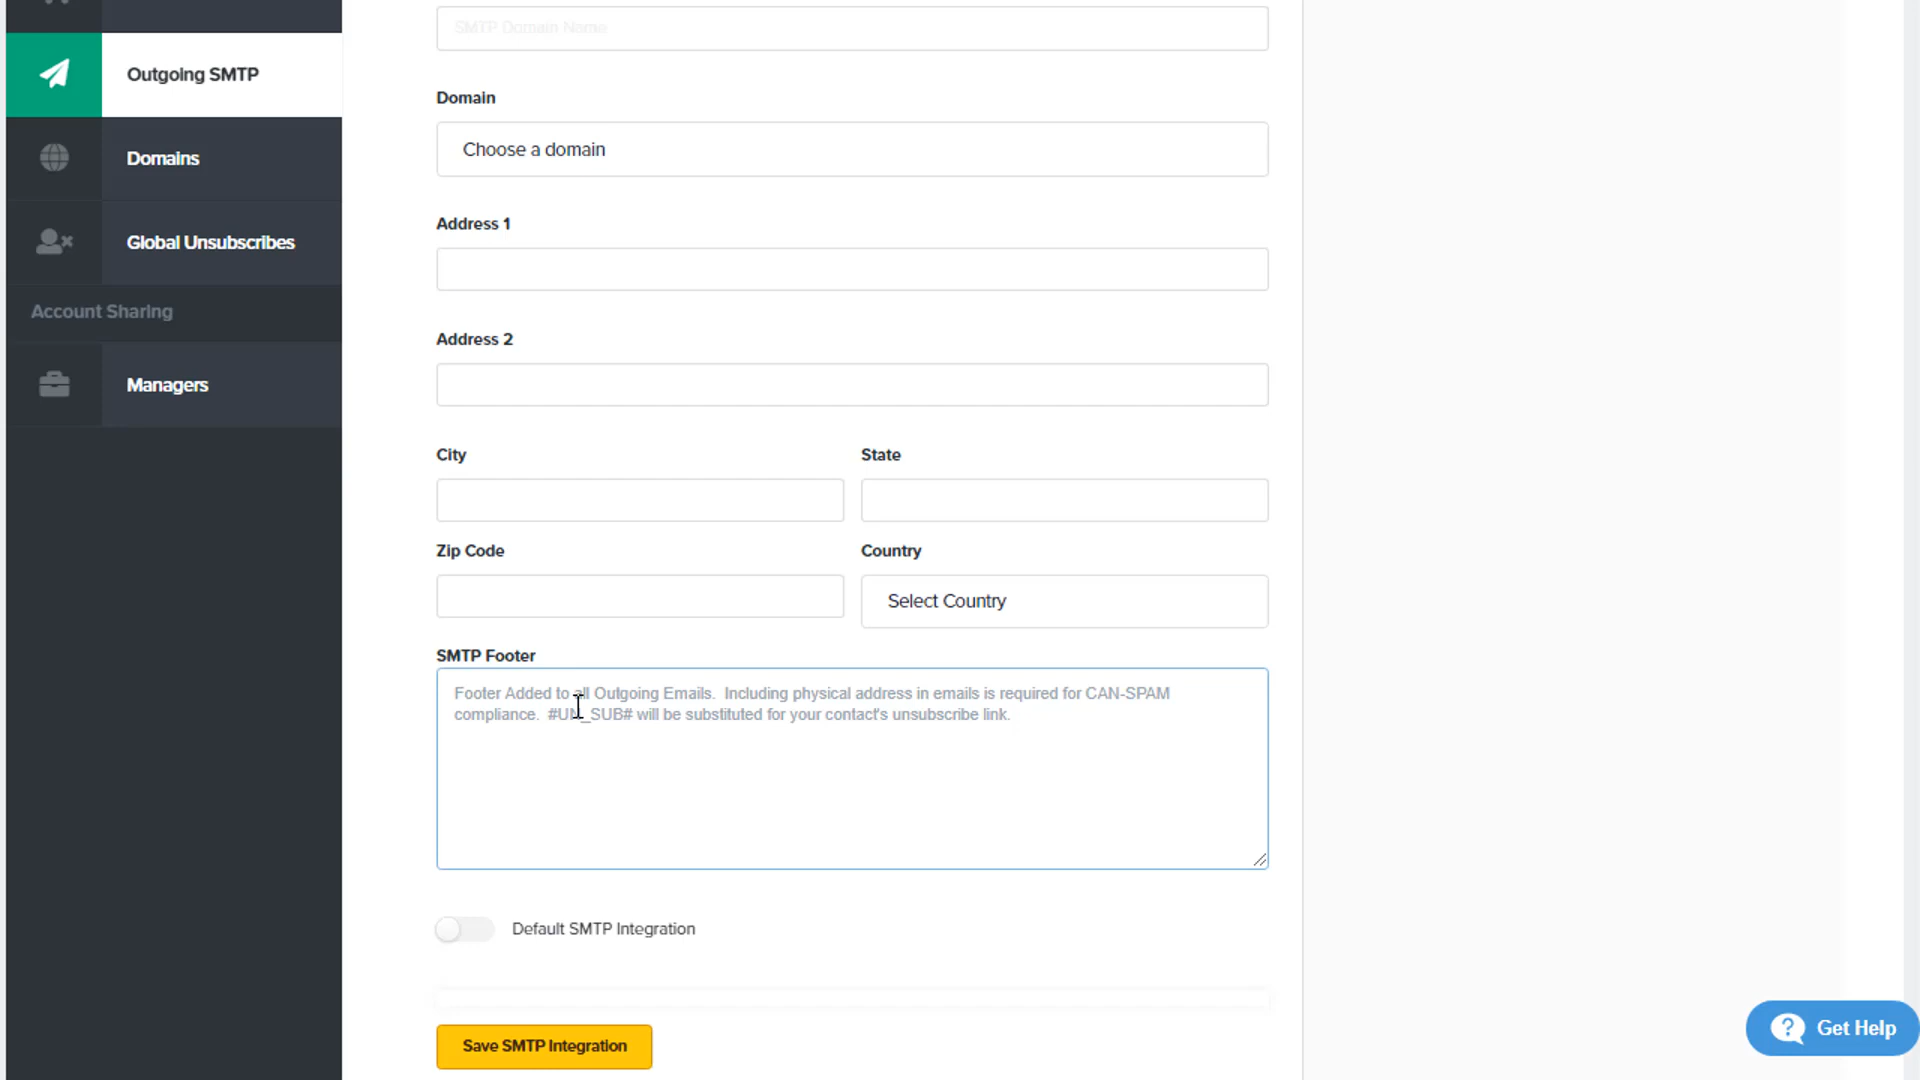 SMTP Domain Name
Outgoing SMTP
Domains
Global Unsubscribes
Account Sharing
Managers
Domain
Choose a domain
Address 1
Address 2
City
State
Zip Code
Country
Select Country
SMTP Footer
Footer Added to all Outgoing Emails. Including physical address in emails is required for CAN-SPAM
compliance. #UN_SUB# will be substituted for your contact's unsubscribe link.
Default SMTP Integration
Save SMTP Integration
Get Help